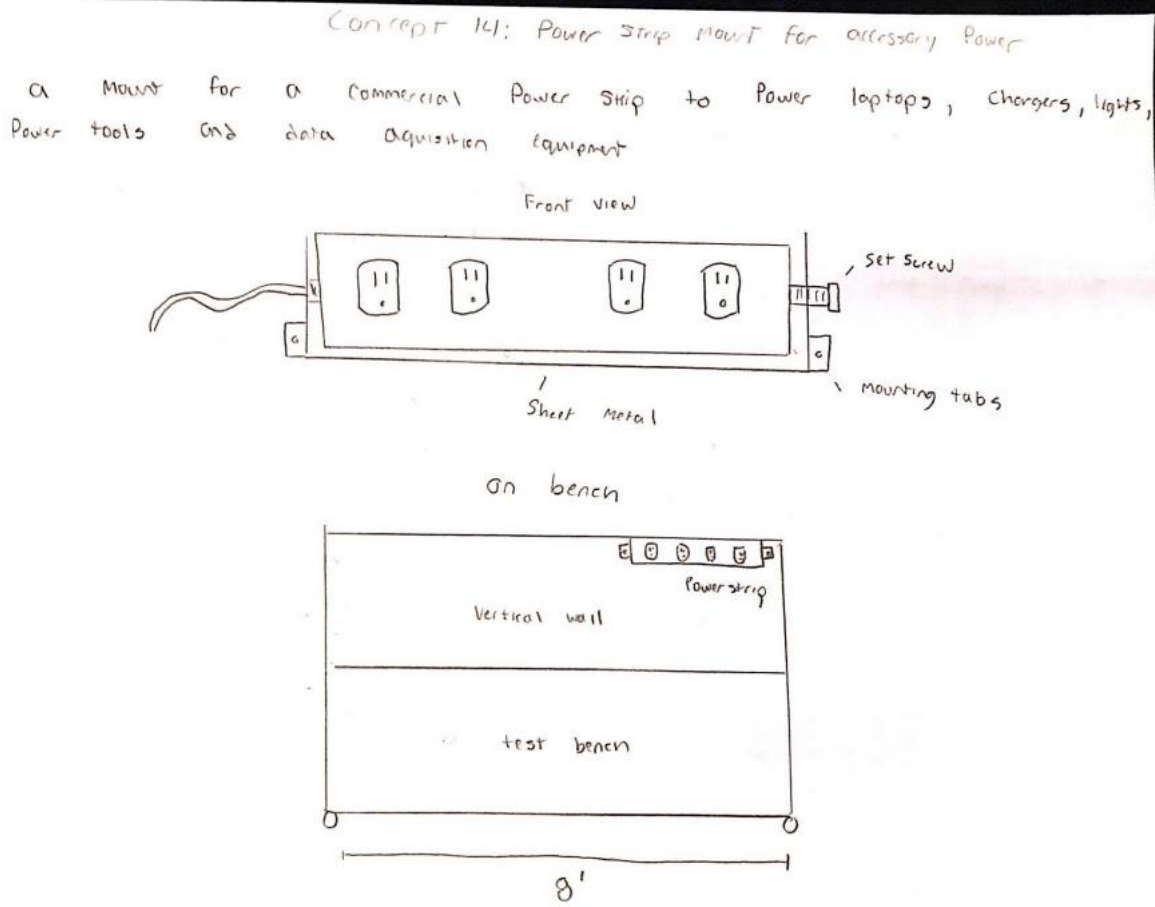 Concept 14: Power Strip Mount for accessory Power
a Mount for a Commercial Power Strip to Power laptops, Chargers, lights,
Power tools and data aquisition equipment
Front view
Set Screw
Mounting tabs
Sheet Metal
on bench
Power strip
Vertical wall
test bench
8'